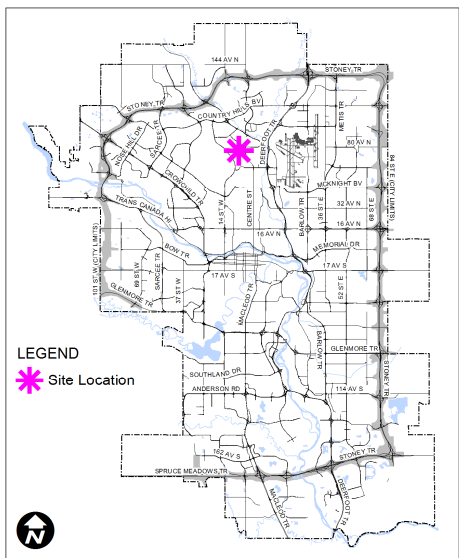 144 AV N
STONEY TR
STONEY TR
COUNTRY HILLS BV
METIS TR
NOSE HILL DR
SARCEE TR
DEERFOOT TR
80 AV N
84 ST E (CITY LIMITS)
CROWCHILD TR
MCKNIGHT BV
TRANS CANADA HI
14 ST W
CENTRE ST
BARLOW TR
36 ST E
32 AV N
68 ST E
16 AV N
16 AV N
BOW TR
MEMORIAL DR
101 ST W (CITY LIMITS)
69 ST W
SARCEE TR
37 ST W
17 AV S
17 AV S
MACLEOD TR
52 ST E
GLENMORE TR
BARLOW TR
GLENMORE TR
LEGEND
Site Location
SOUTHLAND DR
ANDERSON RD
114 AV S
STONEY TR
162 AV S
STONEY TR
SPRUCE MEADOWS TR
MACLEOD TR
DEERFOOT TR
N